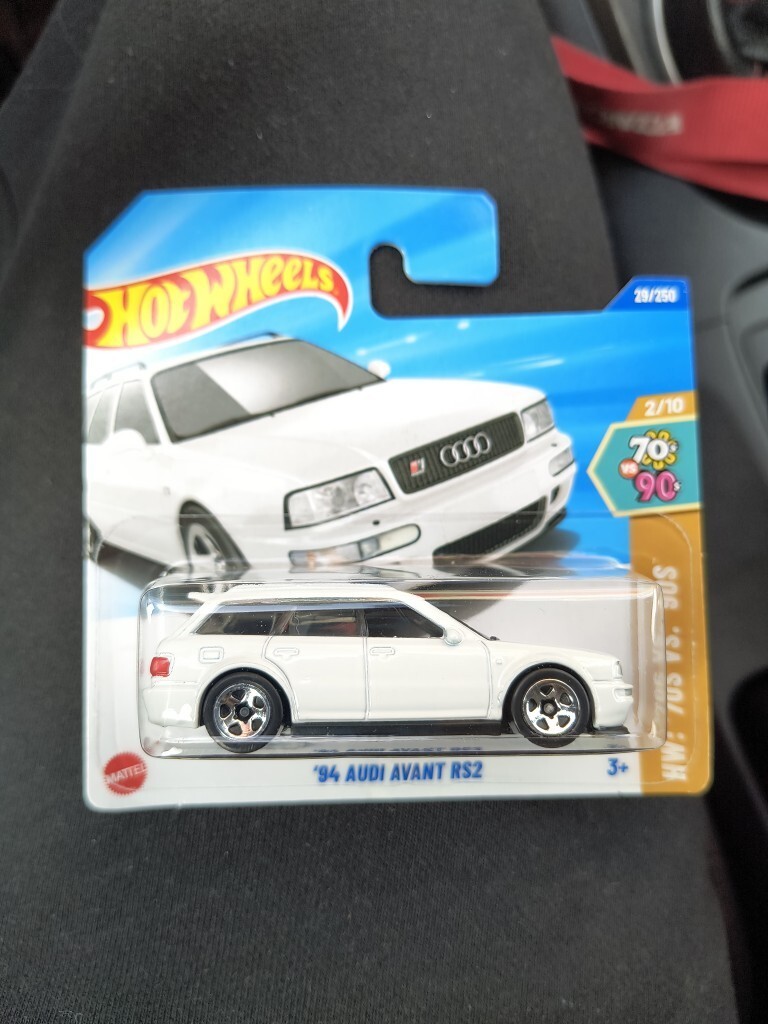 HOT WHEELS
29/250
2/10
70s
VS
90s
HW: 70S VS. 90S
MATTEL
'94 AUDI AVANT RS2
3+